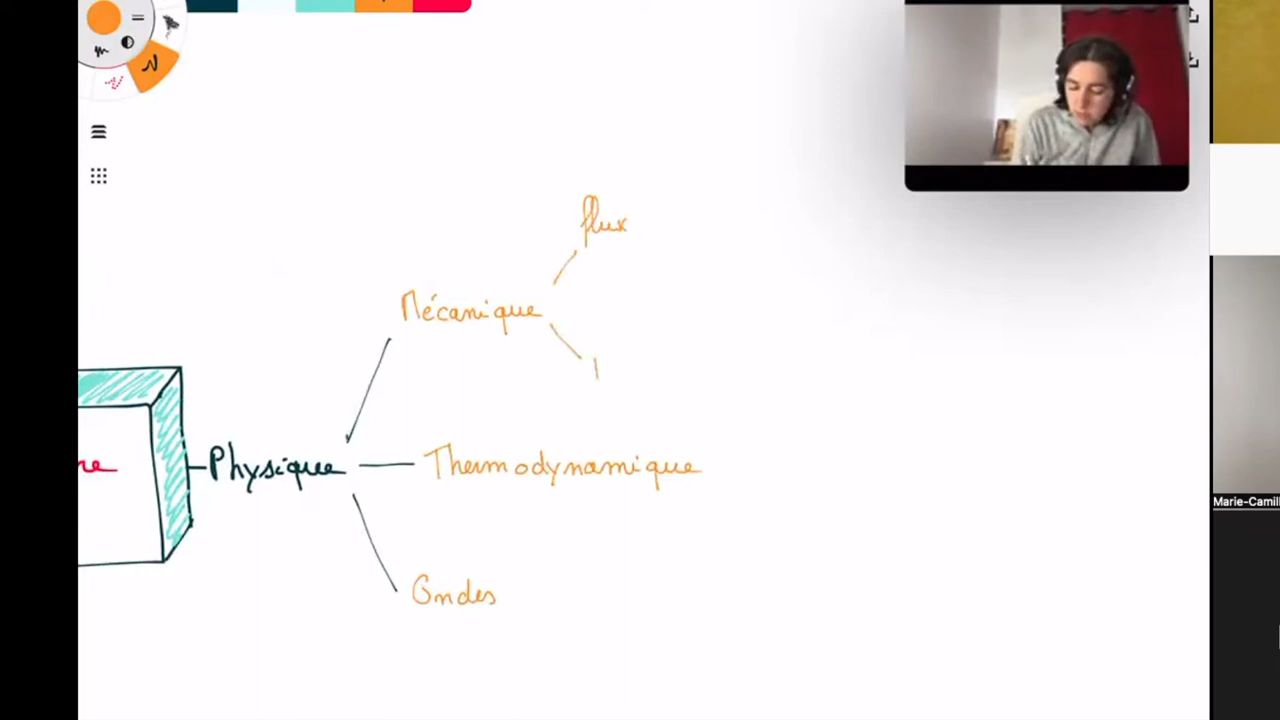 flux
Mécanique
Physique
Thermodynamique
Ondes
Marie-Camill